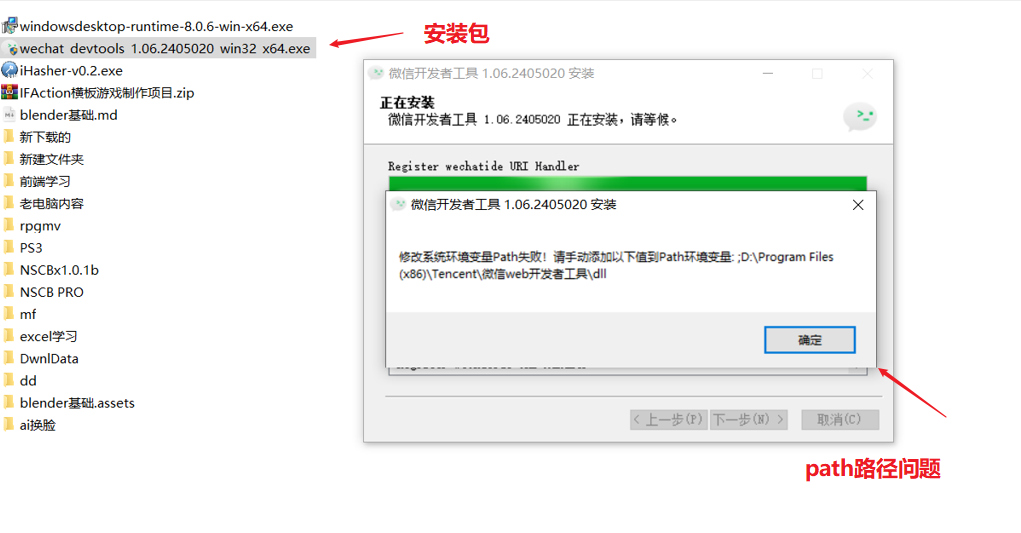 windowsdesktop-runtime-8.0.6-win-x64.exe
wechat_devtools_1.06.2405020_win32_x64.exe
iHasher-v0.2.exe
IFAction横板游戏制作项目.zip
blender基础.md
新下载的
新建文件夹
前端学习
老电脑内容
rpgmv
PS3
NSCBx1.0.1b
NSCB PRO
mf
excel学习
DwnlData
dd
blender基础.assets
ai换脸
安装包
微信开发者工具 1.06.2405020 安装
正在安装
微信开发者工具 1.06.2405020 正在安装，请等候。
Register wechatide URI Handler
微信开发者工具 1.06.2405020 安装
修改系统环境变量Path失败！请手动添加以下值到Path环境变量: ;D:\Program Files
(x86)\Tencent\微信web开发者工具\dll
确定
< 上一步(P)
下一步(N) >
取消(C)
path路径问题